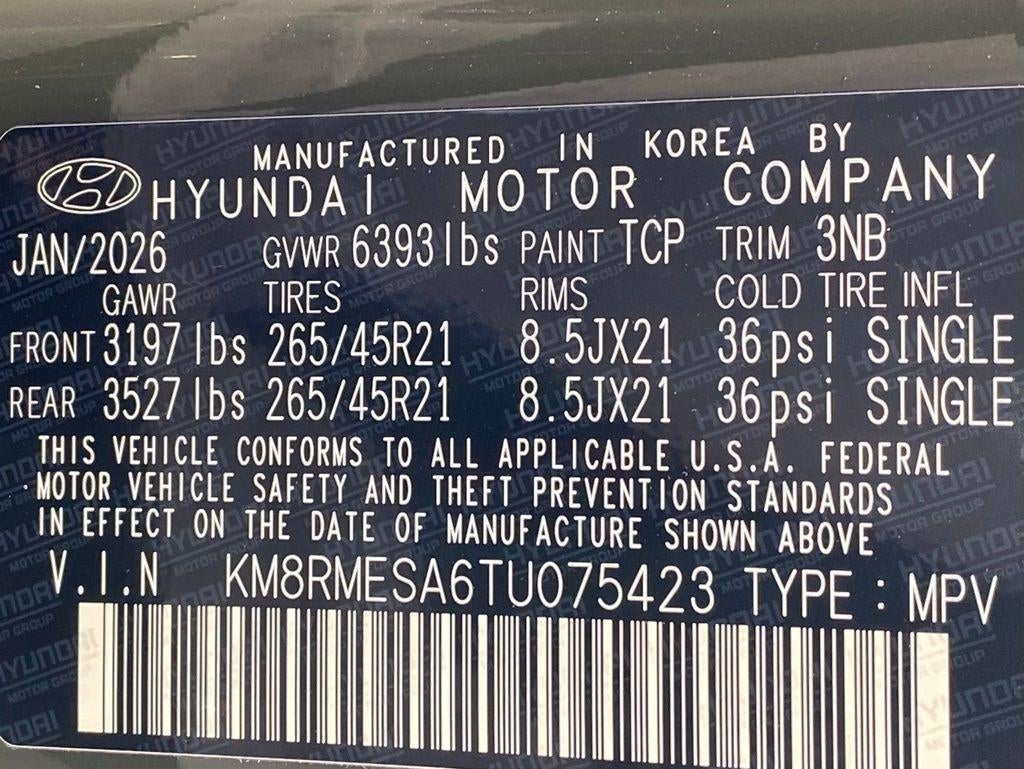 MANUFACTURED IN KOREA BY
HYUNDAI MOTOR COMPANY
JAN/2026 GVWR 6393lbs PAINT TCP TRIM 3NB
GAWR TIRES RIMS COLD TIRE INFL
FRONT 3197lbs 265/45R21 8.5JX21 36psi SINGLE
REAR 3527lbs 265/45R21 8.5JX21 36psi SINGLE
THIS VEHICLE CONFORMS TO ALL APPLICABLE U.S.A. FEDERAL
MOTOR VEHICLE SAFETY AND THEFT PREVENTION STANDARDS
IN EFFECT ON THE DATE OF MANUFACTURE SHOWN ABOVE
V.I.N KM8RMESA6TU075423 TYPE : MPV